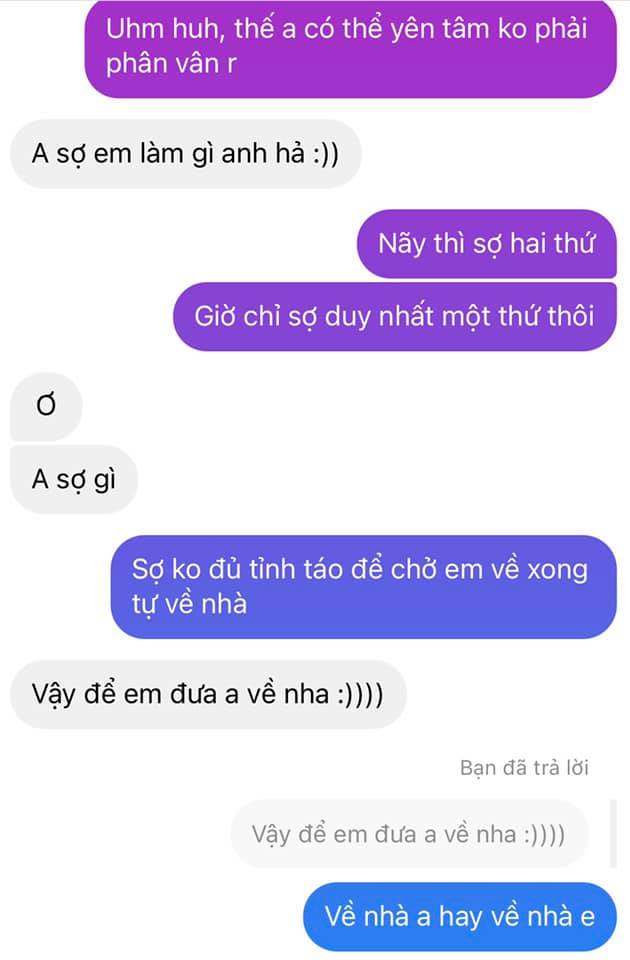 Uhm huh, thế a có thể yên tâm ko phải
phân vân r
A sợ em làm gì anh hả :))
Nãy thì sợ hai thứ
Giờ chỉ sợ duy nhất một thứ thôi
Ơ
A sợ gì
Sợ ko đủ tỉnh táo để chở em về xong
tự về nhà
Vậy để em đưa a về nha :))))
Bạn đã trả lời
Vậy để em đưa a về nha :))))
Về nhà a hay về nhà e